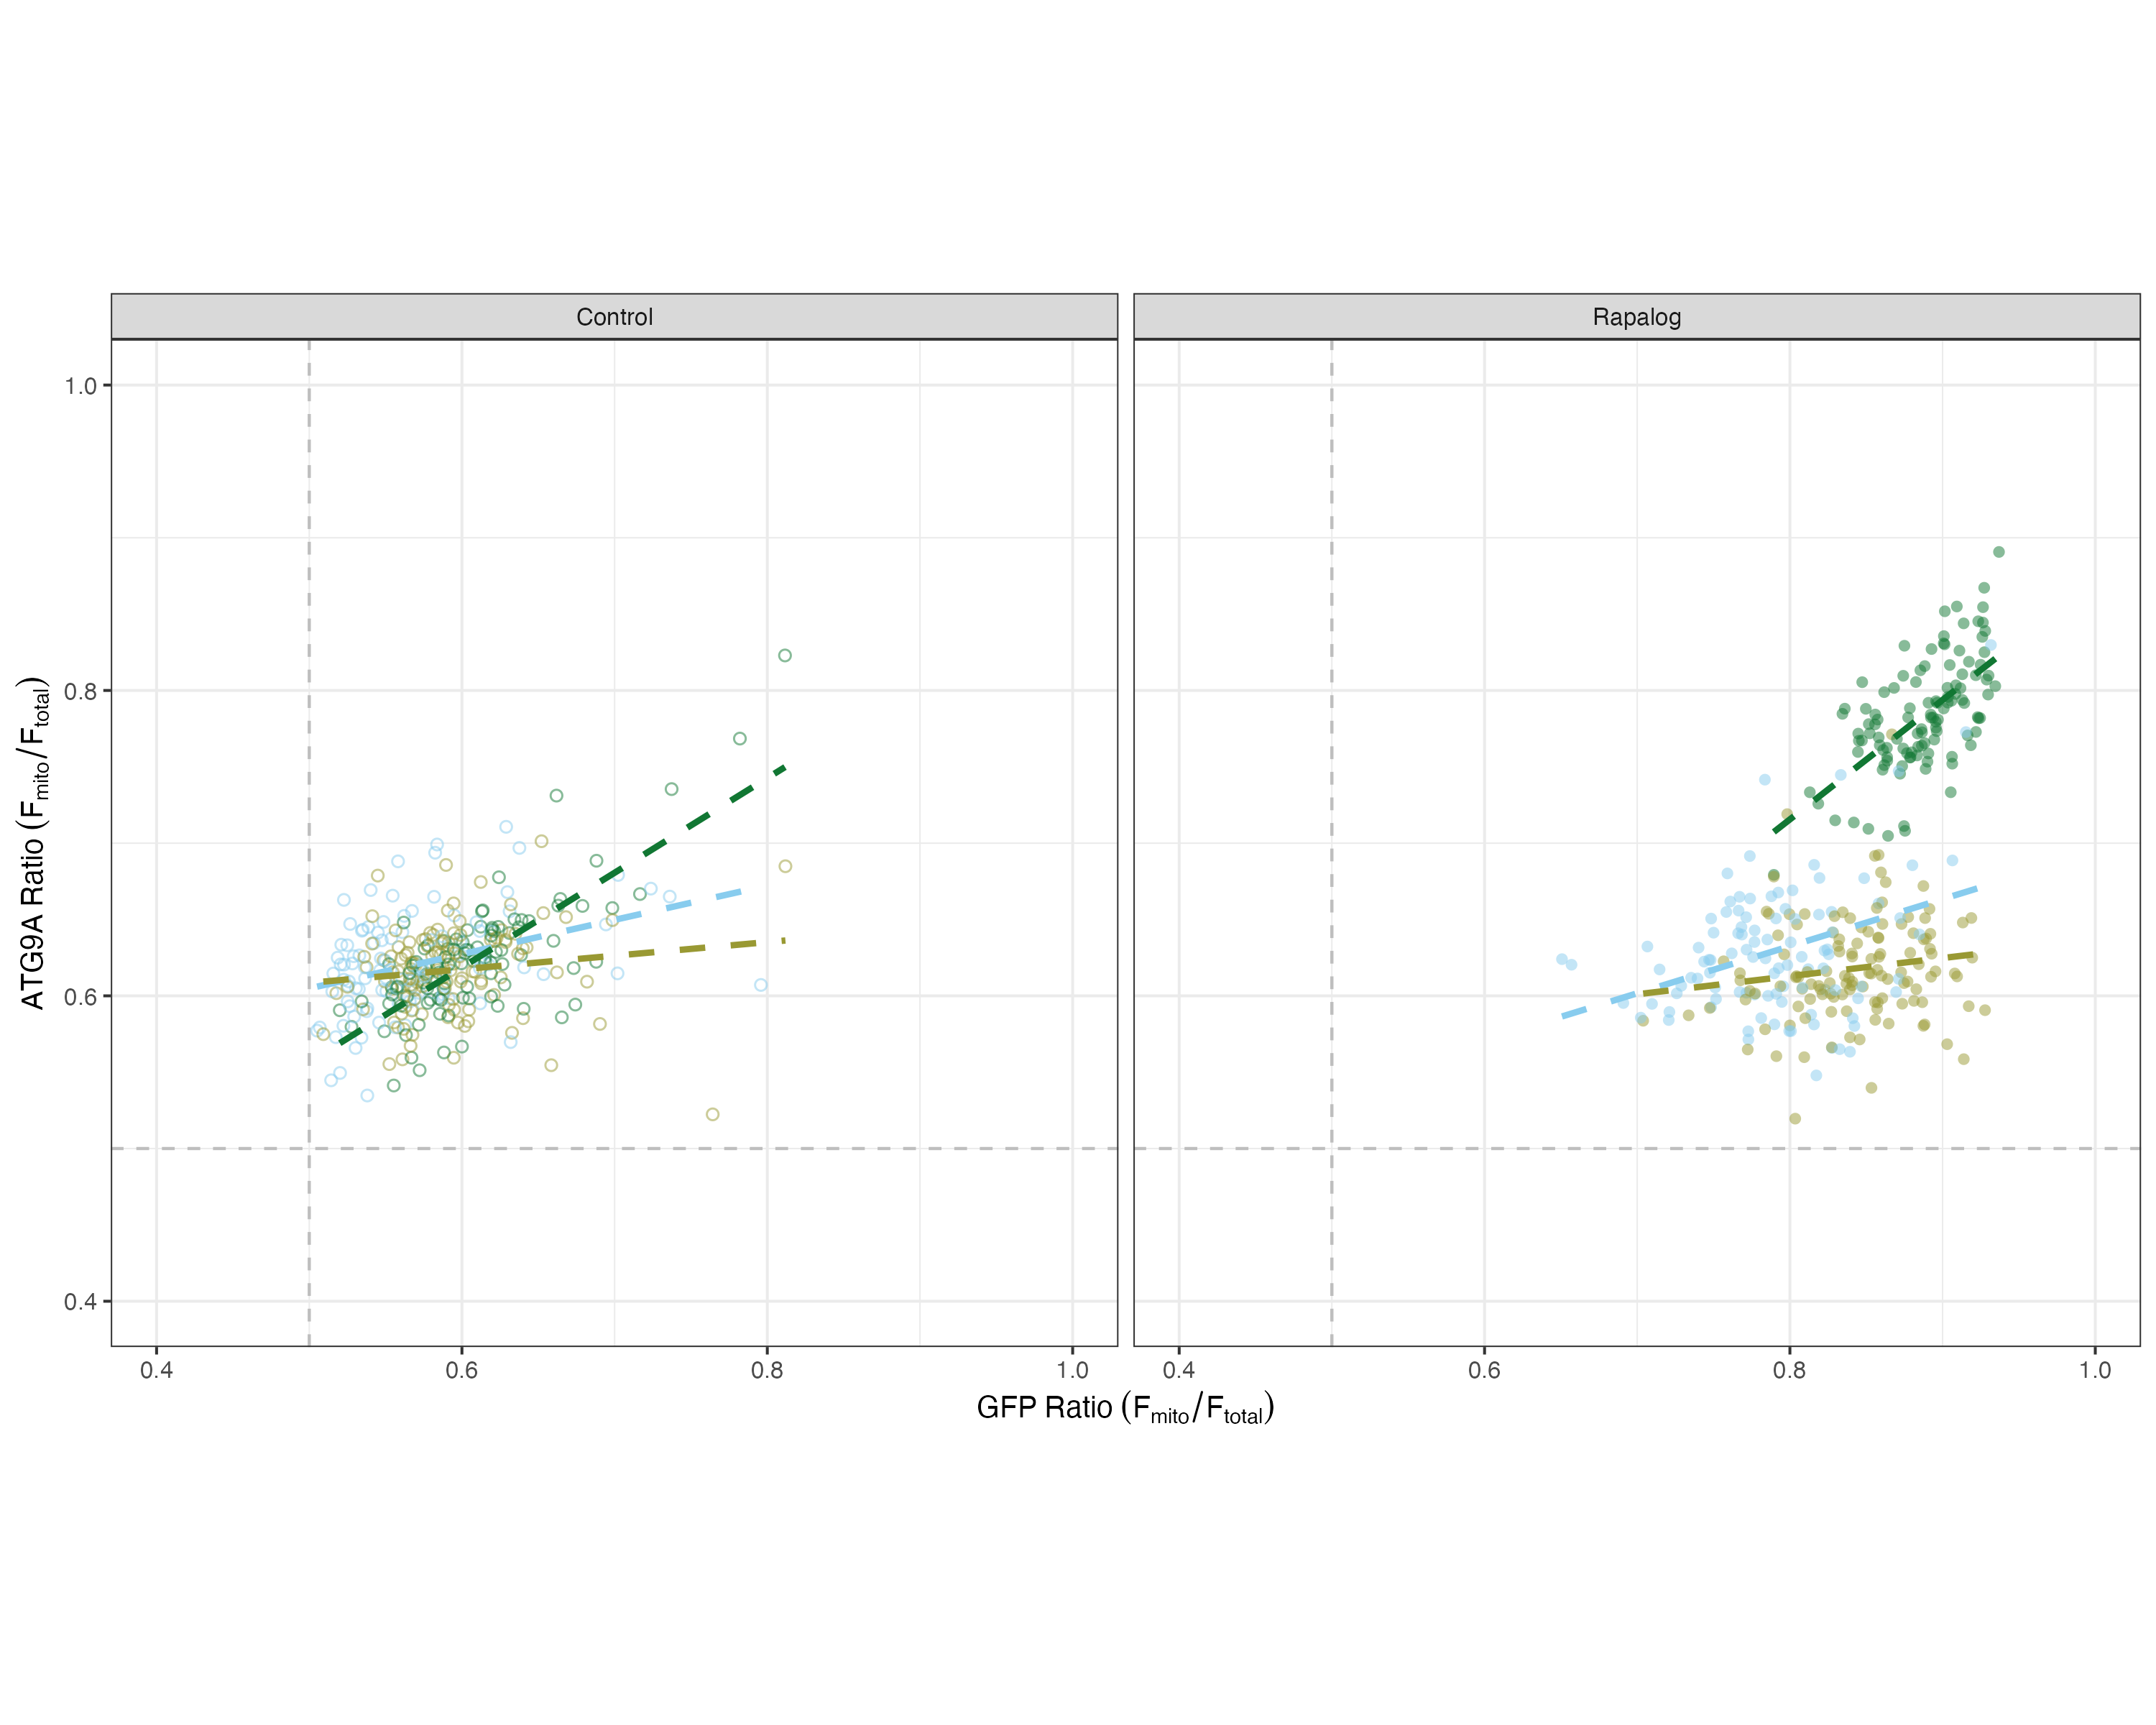 Control
Rapalog
1.0
0.8
0.6
0.4
ATG9A Ratio (Fmito/Ftotal)
0.4 0.6 0.8 1.0 0.4 0.6 0.8 1.0
GFP Ratio (Fmito/Ftotal)